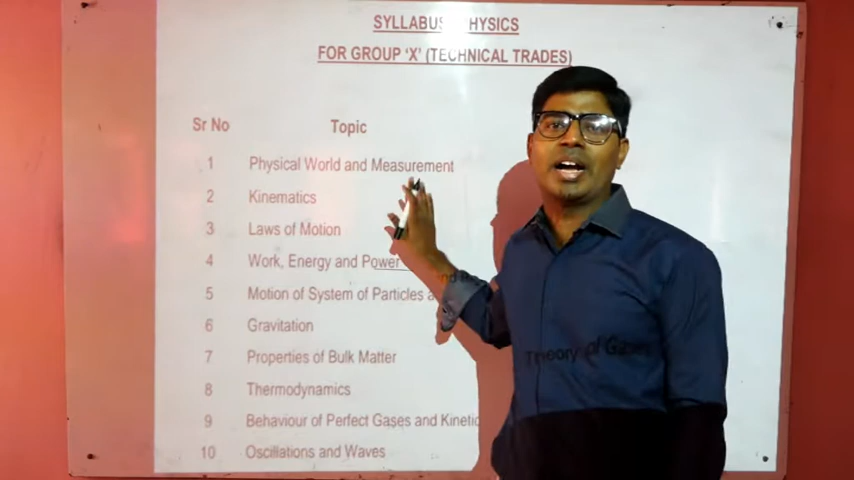 SYLLABUS PHYSICS
FOR GROUP 'X' (TECHNICAL TRADES)
Sr No Topic
1 Physical World and Measurement
2 Kinematics
3 Laws of Motion
4 Work, Energy and Power
5 Motion of System of Particles and
6 Gravitation
7 Properties of Bulk Matter
8 Thermodynamics
9 Behaviour of Perfect Gases and Kinetic Theory of Gases
10 Oscillations and Waves